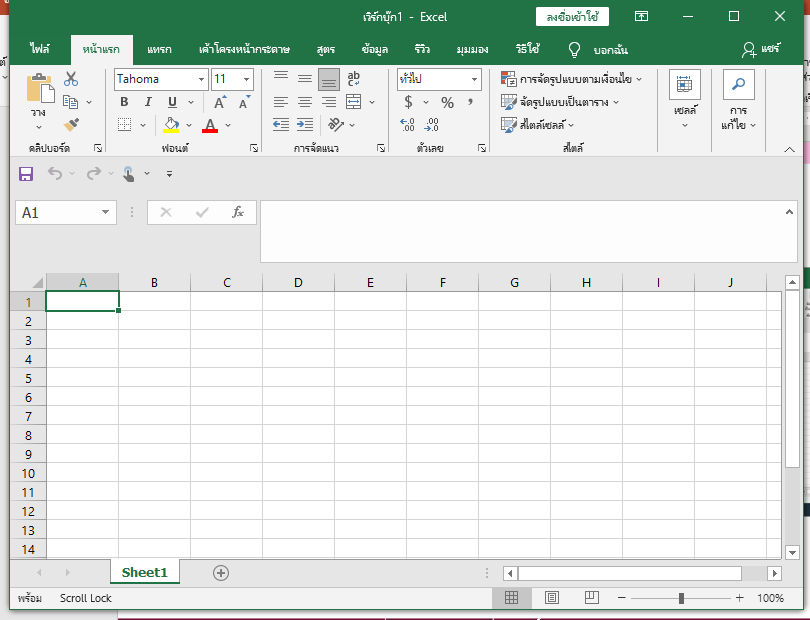 เวิร์กบุ๊ก1 - Excel
ลงชื่อเข้าใช้
ไฟล์ หน้าแรก แทรก เค้าโครงหน้ากระดาษ สูตร ข้อมูล รีวิว มุมมอง วิธีใช้ บอกฉัน แชร์
วาง
คลิปบอร์ด
Tahoma 11
B I U A A
A
ฟอนต์
ab
การจัดแนว
ทั่วไป
$ % ,
.00 .00
ตัวเลข
การจัดรูปแบบตามเงื่อนไข
จัดรูปแบบเป็นตาราง
สไตล์เซลล์
สไตล์
เซลล์
การ
แก้ไข
A1 fx
A B C D E F G H I J
1
2
3
4
5
6
7
8
9
10
11
12
13
14
Sheet1
พร้อม Scroll Lock 100%